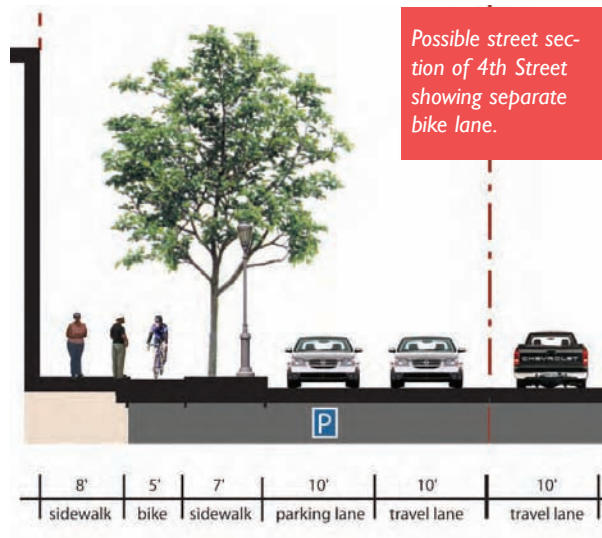 Possible street sec-
tion of 4th Street
showing separate
bike lane.
CHEVROLET
P
8' 5' 7' 10' 10' 10'
sidewalk bike sidewalk parking lane travel lane travel lane